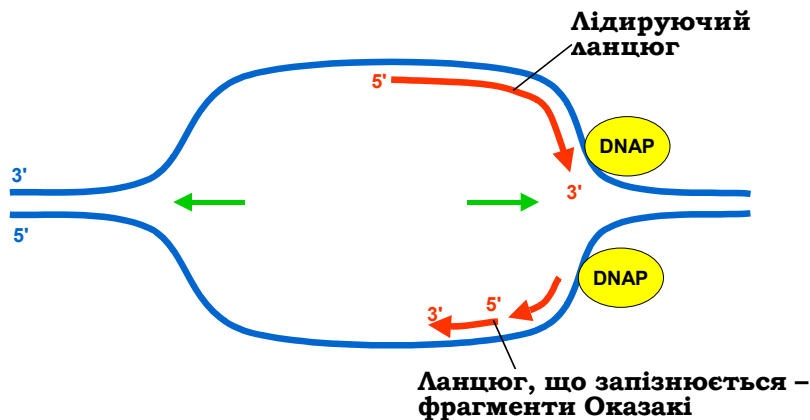 Лідируючий
ланцюг
5'
DNAP
3'
3'
5'
DNAP
3'
5'
Ланцюг, що запізнюється –
фрагменти Оказакі